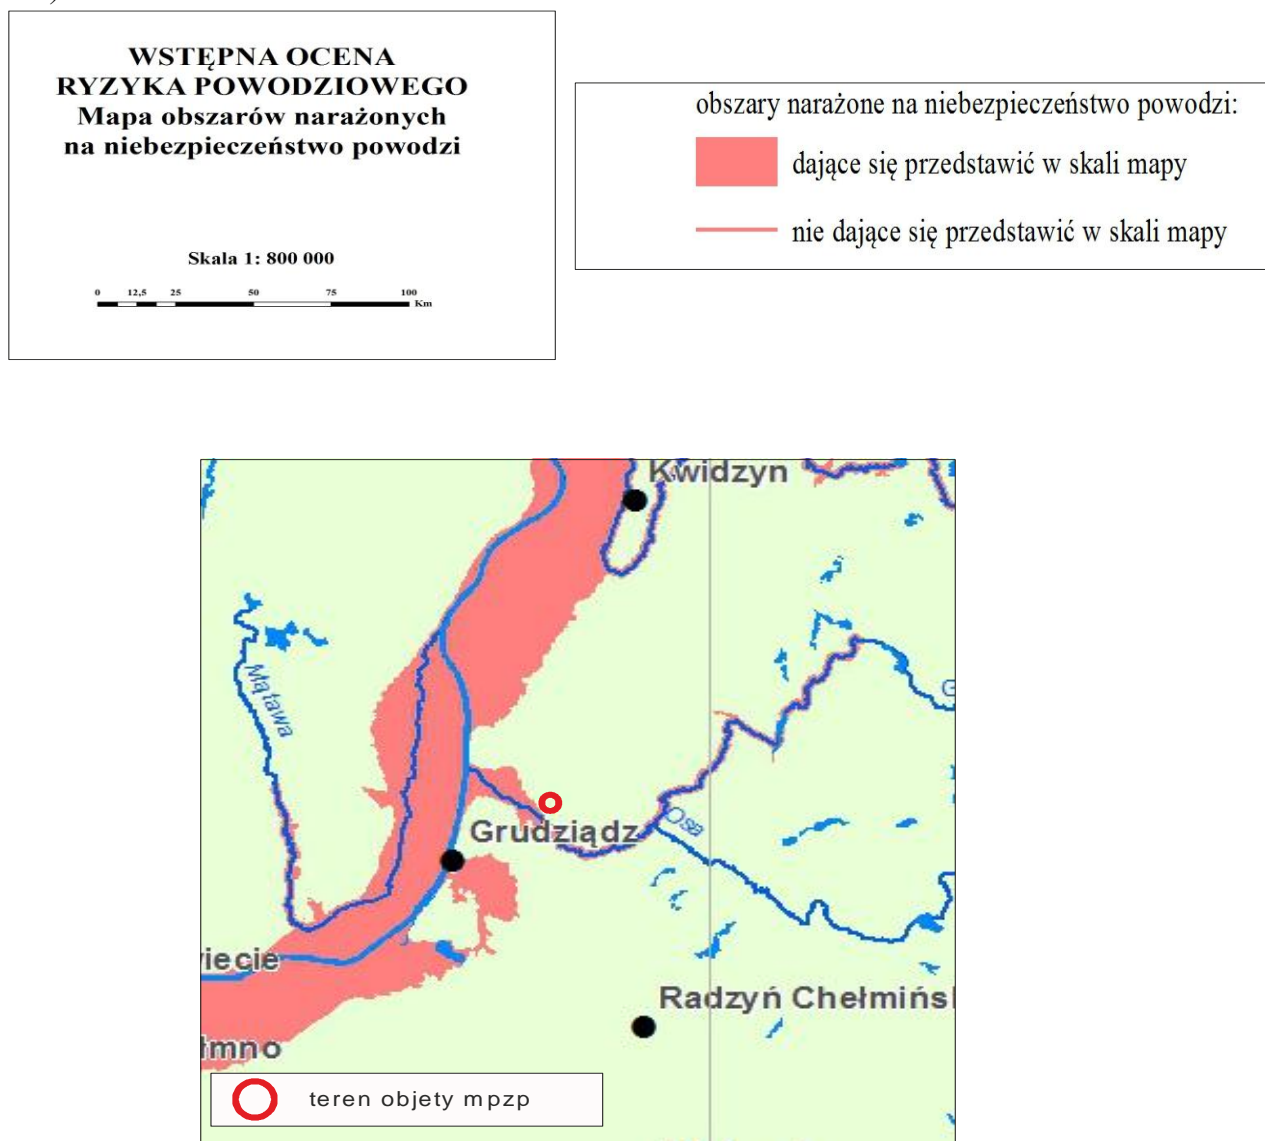 )
WSTĘPNA OCENA
RYZYKA POWODZIOWEGO
Mapa obszarów narażonych
na niebezpieczeństwo powodzi
Skala 1: 800 000
0 12,5 25 50 75 100
Km
obszary narażone na niebezpieczeństwo powodzi:
dające się przedstawić w skali mapy
nie dające się przedstawić w skali mapy
Kwidzyn
Mątawa
G
Osa
Grudziądz
iecie
Radzyń Chełmińs
łmno
teren objety mpzp